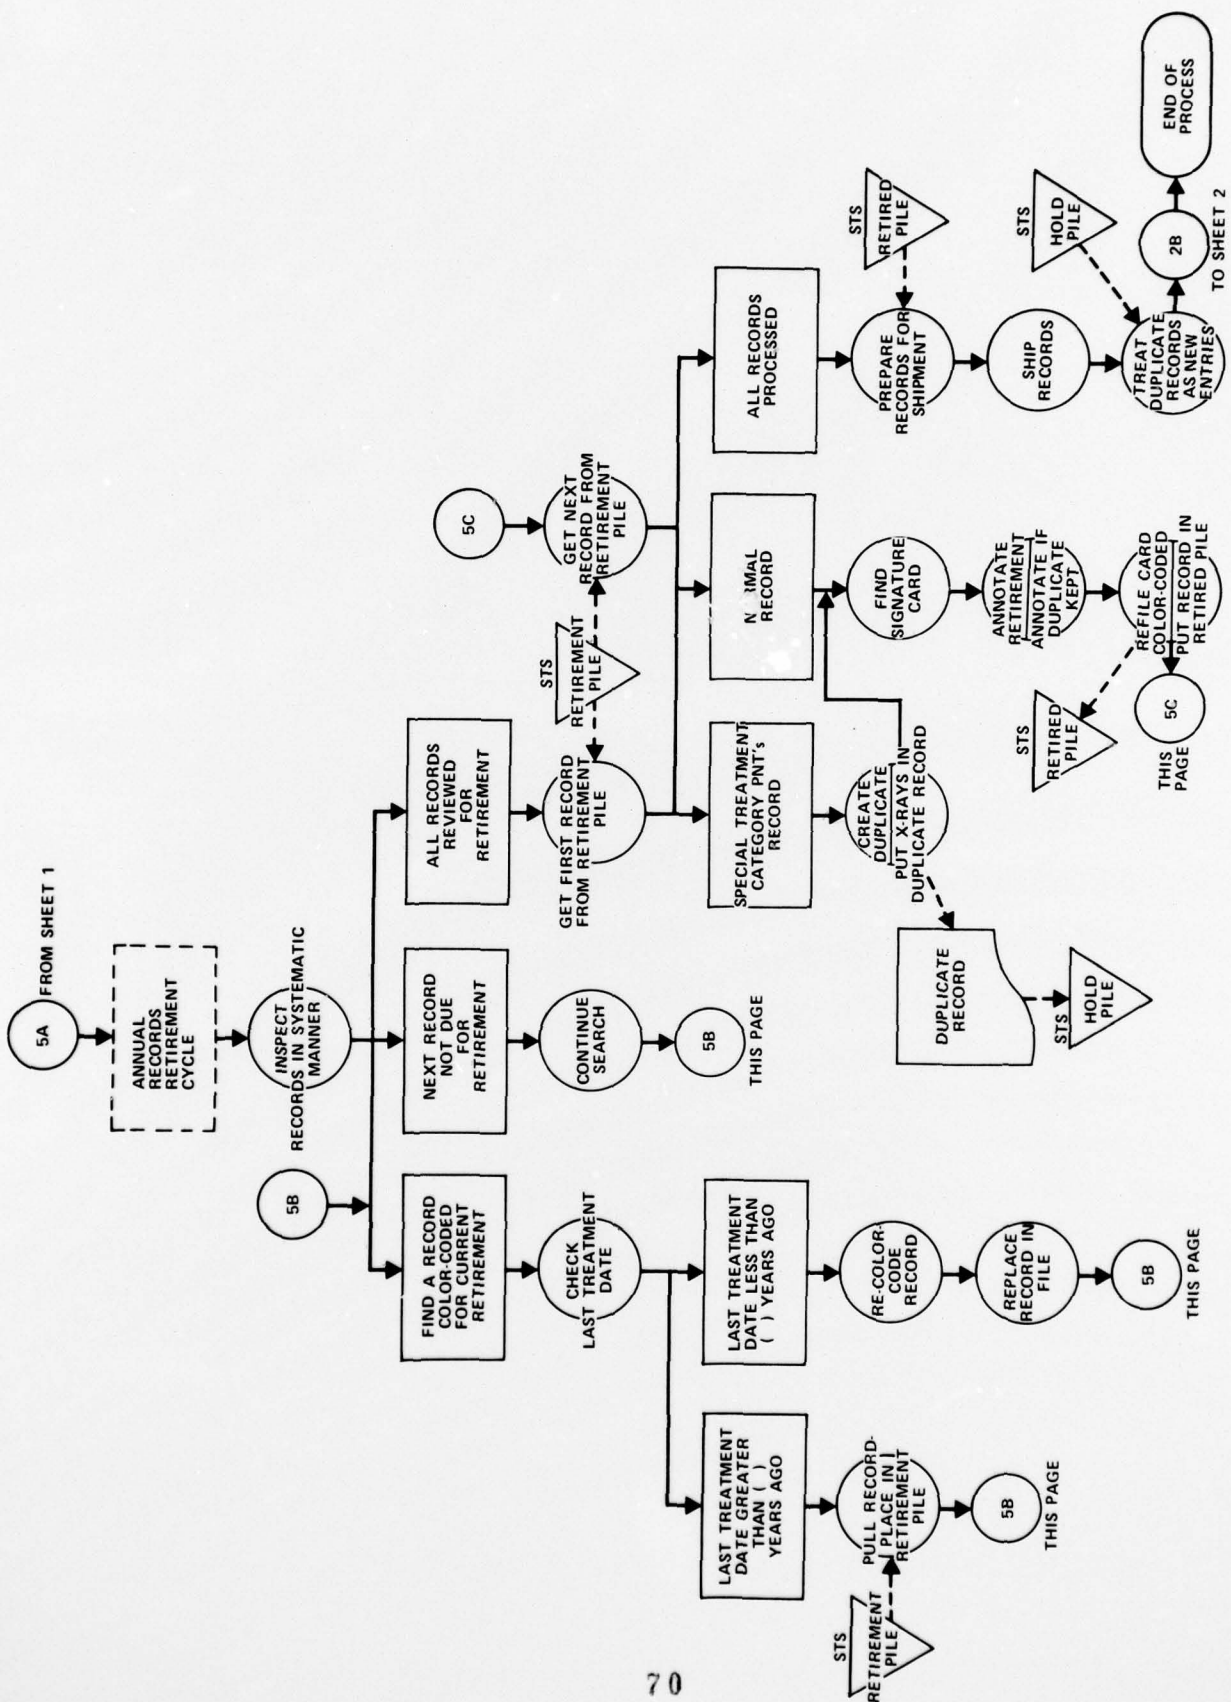 5A
FROM SHEET 1
ANNUAL
RECORDS
RETIREMENT
CYCLE
INSPECT
RECORDS IN SYSTEMATIC
MANNER
5B
FIND A RECORD
COLOR-CODED
FOR CURRENT
RETIREMENT
NEXT RECORD
NOT DUE
FOR
RETIREMENT
ALL RECORDS
REVIEWED
FOR
RETIREMENT
5C
CHECK
LAST TREATMENT
DATE
CONTINUE
SEARCH
GET FIRST RECORD
FROM RETIREMENT
PILE
STS
RETIREMENT
PILE
GET NEXT
RECORD FROM
RETIREMENT
PILE
5B
THIS PAGE
LAST TREATMENT
DATE GREATER
THAN ( )
YEARS AGO
LAST TREATMENT
DATE LESS THAN
( ) YEARS AGO
SPECIAL TREATMENT
CATEGORY PNT's
RECORD
N RMAL
RECORD
ALL RECORDS
PROCESSED
STS
RETIREMENT
PILE
PULL RECORD-
PLACE IN
RETIREMENT
PILE
RE-COLOR-
CODE
RECORD
CREATE
DUPLICATE
PUT X-RAYS IN
DUPLICATE RECORD
FIND
SIGNATURE
CARD
PREPARE
RECORDS FOR
SHIPMENT
STS
RETIRED
PILE
5B
THIS PAGE
REPLACE
RECORD IN
FILE
DUPLICATE
RECORD
ANNOTATE
RETIREMENT
ANNOTATE IF
DUPLICATE
KEPT
SHIP
RECORDS
5B
THIS PAGE
STS
HOLD
PILE
STS
RETIRED
PILE
REFILE CARD
COLOR-CODED
PUT RECORD IN
RETIRED PILE
5C
THIS
PAGE
TREAT
DUPLICATE
RECORDS
AS NEW
ENTRIES
STS
HOLD
PILE
2B
TO SHEET 2
END OF
PROCESS
70